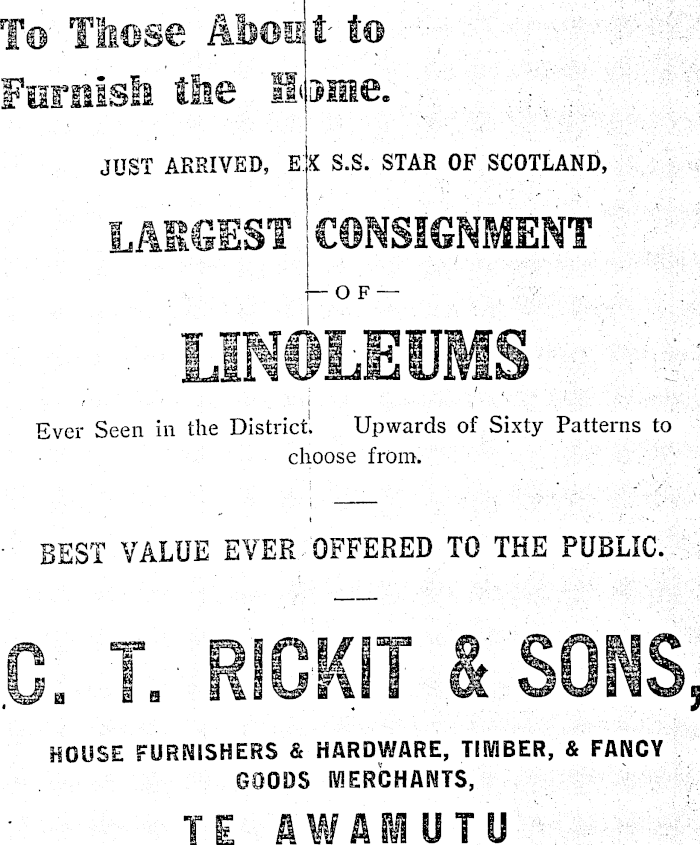 To Those About to
Furnish the Home.
JUST ARRIVED, EX S.S. STAR OF SCOTLAND,
LARGEST CONSIGNMENT
— OF —
LINOLEUMS
Ever Seen in the District. Upwards of Sixty Patterns to
choose from.
BEST VALUE EVER OFFERED TO THE PUBLIC.
C. T. RICKIT & SONS,
HOUSE FURNISHERS & HARDWARE, TIMBER, & FANCY
GOODS MERCHANTS,
TE AWAMUTU